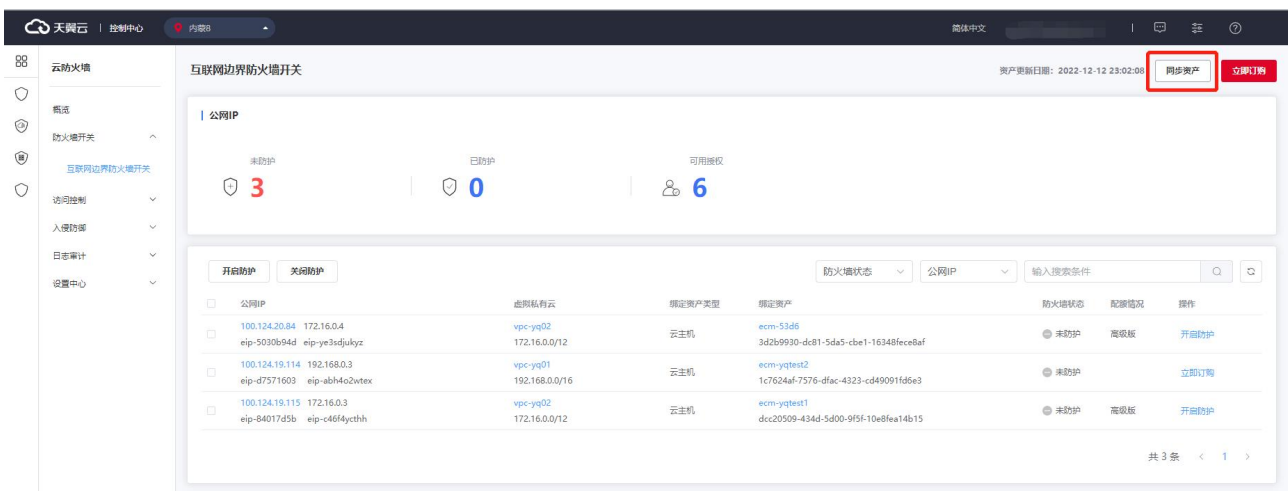 天翼云 | 控制中心 内蒙8 简体中文
云防火墙
概览
防火墙开关
互联网边界防火墙开关
访问控制
入侵防御
日志审计
设置中心
互联网边界防火墙开关 资产更新日期：2022-12-12 23:02:08 同步资产 立即订购
公网IP
未防护 已防护 可用授权
3 0 6
开启防护 关闭防护 防火墙状态 公网IP 输入搜索条件
公网IP 虚拟私有云 绑定资产类型 绑定资产 防火墙状态 配额情况 操作
100.124.20.84 172.16.0.4 vpc-yq02 云主机 ecm-53d6 未防护 高级版 开启防护
eip-5030b94d eip-ye3sdjukyz 172.16.0.0/12 3d2b9930-dc81-5da5-cbe1-16348fece8af
100.124.19.114 192.168.0.3 vpc-yq01 云主机 ecm-yqtest2 未防护 立即订购
eip-d7571603 eip-abh4o2wtex 192.168.0.0/16 1c7624af-7576-dfac-4323-cd49091fd6e3
100.124.19.115 172.16.0.3 vpc-yq02 云主机 ecm-yqtest1 未防护 高级版 开启防护
eip-84017d5b eip-c46f4ycthh 172.16.0.0/12 dcc20509-434d-5d00-9f5f-10e8fea14b15
共 3 条 < 1 >